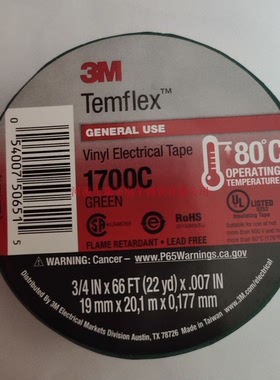 3M
Temflex™
GENERAL USE
Vinyl Electrical Tape
1700C
GREEN
80°C
OPERATING
TEMPERATURE
UL
LISTED
Insulating Tape
RoHS
FLAME RETARDANT • LEAD FREE
WARNING: Cancer – www.P65Warnings.ca.gov
3/4 IN x 66 FT (22 yd) x .007 IN
19 mm x 20,1 m x 0,177 mm
Distributed by 3M Electrical Markets Division Austin, TX 78726
Made in Taiwan
www.3M.com/electrical
0 54007 50651 5